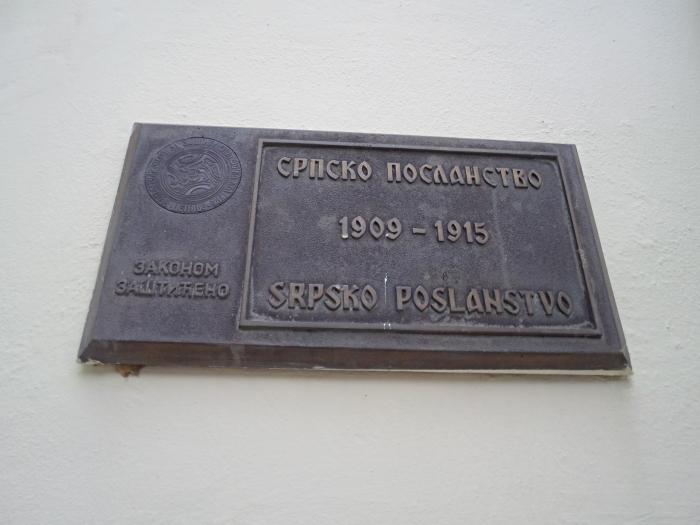 СРПСКО ПОСЛАНСТВО
1909 - 1915
SRPSKO POSLANSTVO
ЗАКОНОМ
ЗАШТИЋЕНО